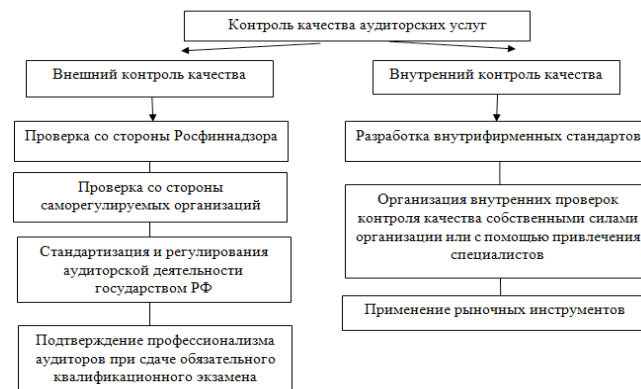 Контроль качества аудиторских услуг
Внешний контроль качества
Внутренний контроль качества
Проверка со стороны Росфиннадзора
Разработка внутрифирменных стандартов
Проверка со стороны
саморегулируемых организаций
Организация внутренних проверок
контроля качества собственными силами
организации или с помощью привлечения
специалистов
Стандартизация и регулирования
аудиторской деятельности
государством РФ
Применение рыночных инструментов
Подтверждение профессионализма
аудиторов при сдаче обязательного
квалификационного экзамена